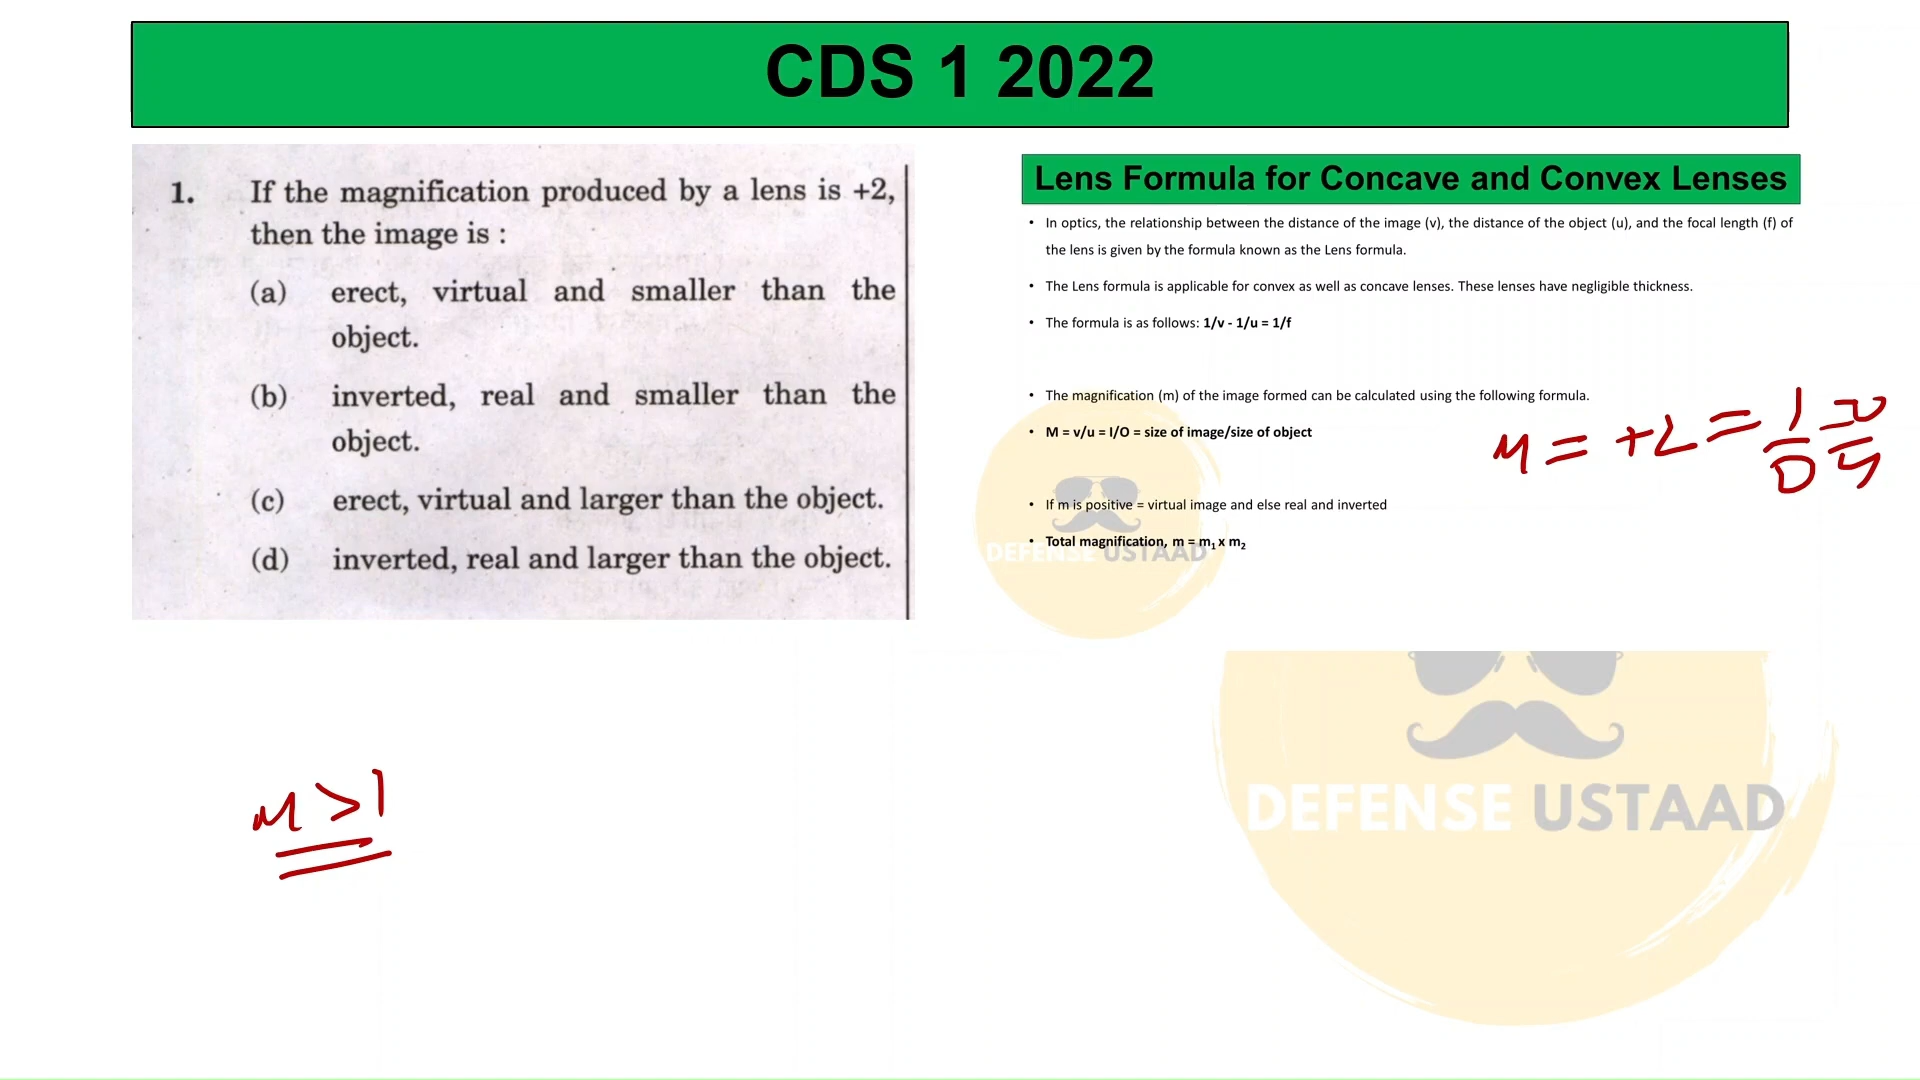 CDS 1 2022
1. If the magnification produced by a lens is +2,
then the image is :
(a) erect, virtual and smaller than the
object.
(b) inverted, real and smaller than the
object.
(c) erect, virtual and larger than the object.
(d) inverted, real and larger than the object.
Lens Formula for Concave and Convex Lenses
• In optics, the relationship between the distance of the image (v), the distance of the object (u), and the focal length (f) of
the lens is given by the formula known as the Lens formula.
• The Lens formula is applicable for convex as well as concave lenses. These lenses have negligible thickness.
• The formula is as follows: 1/v - 1/u = 1/f
• The magnification (m) of the image formed can be calculated using the following formula.
• M = v/u = I/O = size of image/size of object
M = +2 = I/O = v/u
• If m is positive = virtual image and else real and inverted
• Total magnification, m = m₁ x m₂
DEFENSE USTAAD
M > 1
DEFENSE USTAAD